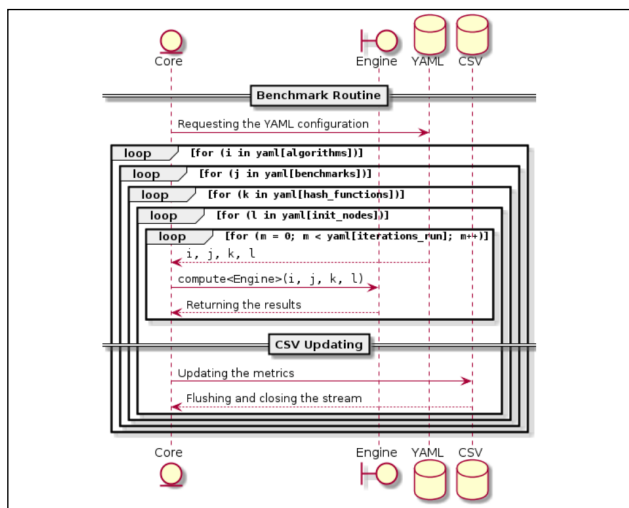 Core Engine YAML CSV
Benchmark Routine
Requesting the YAML configuration
loop [for (i in yaml[algorithms])]
loop [for (j in yaml[benchmarks])]
loop [for (k in yaml[hash_functions])]
loop [for (l in yaml[init_nodes])]
loop [for (m = 0; m < yaml[iterations_run]; m++)]
i, j, k, l
compute<Engine>(i, j, k, l)
Returning the results
CSV Updating
Updating the metrics
Flushing and closing the stream
Core Engine YAML CSV